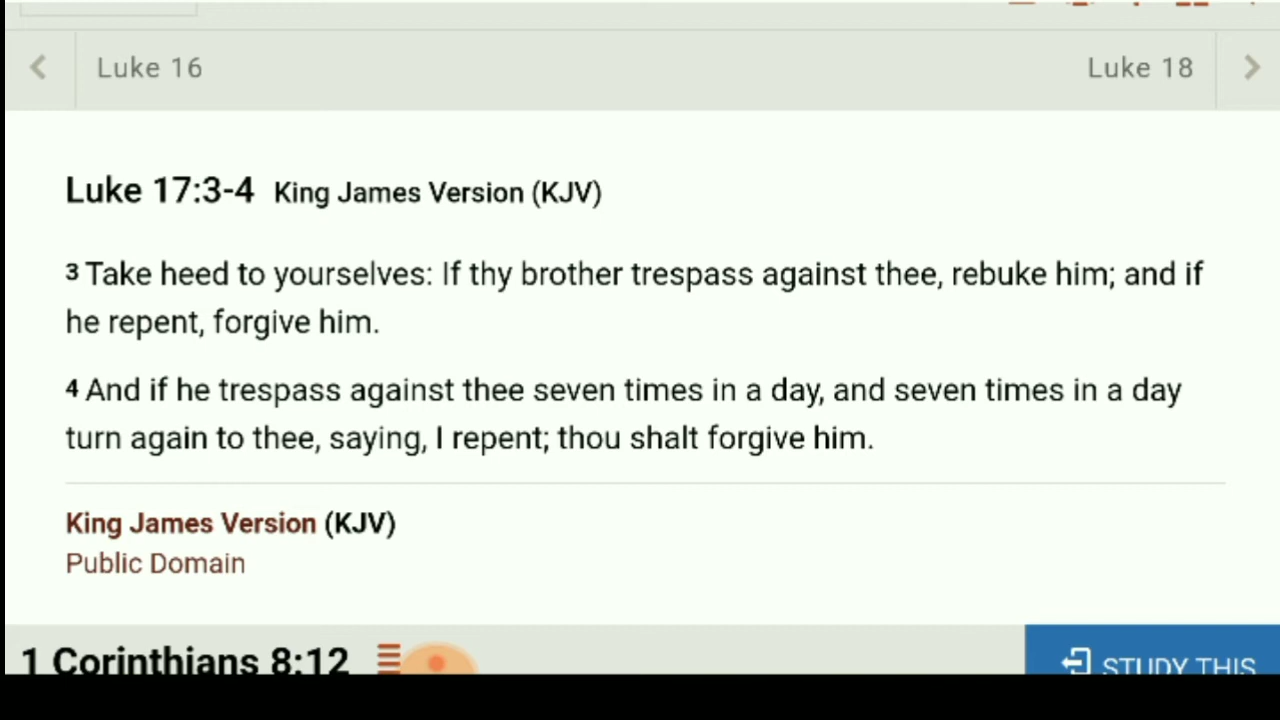 Luke 16 Luke 18
Luke 17:3-4 King James Version (KJV)
3 Take heed to yourselves: If thy brother trespass against thee, rebuke him; and if
he repent, forgive him.
4 And if he trespass against thee seven times in a day, and seven times in a day
turn again to thee, saying, I repent; thou shalt forgive him.
King James Version (KJV)
Public Domain
1 Corinthians 8:12 STUDY THIS